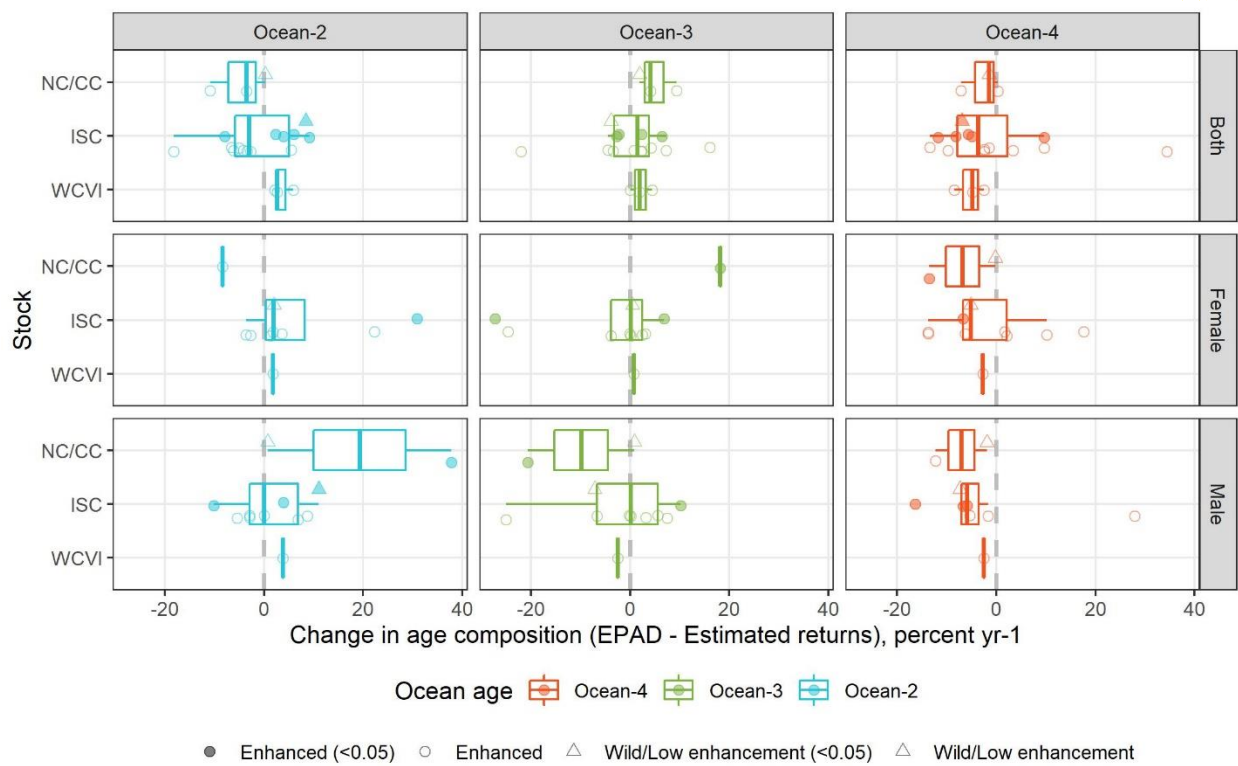 Ocean-2 Ocean-3 Ocean-4
NC/CC
ISC
WCVI
Both
NC/CC
ISC
WCVI
Female
NC/CC
ISC
WCVI
Male
Stock
-20 0 20 40 -20 0 20 40 -20 0 20 40
Change in age composition (EPAD - Estimated returns), percent yr-1
Ocean age Ocean-4 Ocean-3 Ocean-2
Enhanced (<0.05) Enhanced Wild/Low enhancement (<0.05) Wild/Low enhancement